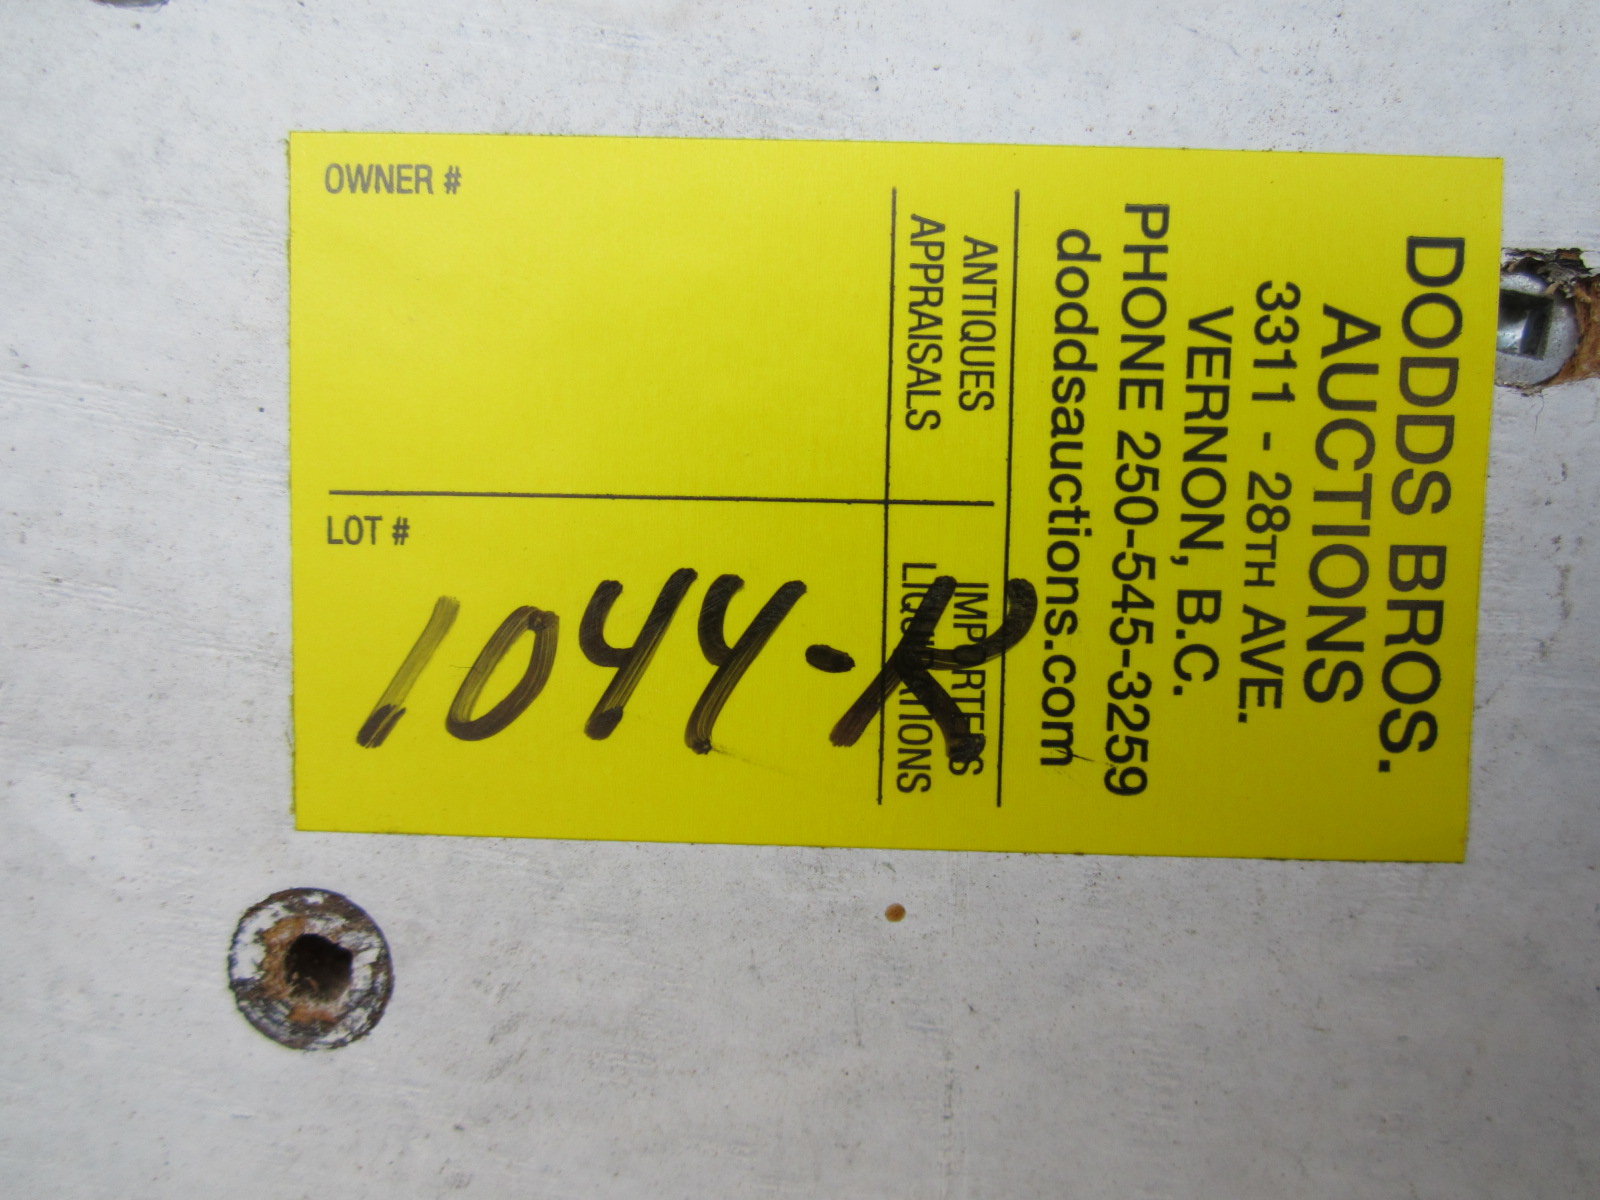 DODDS BROS.
AUCTIONS
3311 - 28TH AVE.
VERNON, B.C.
PHONE 250-545-3259
doddsauctions.com
ANTIQUES
APPRAISALS
IMPORTERS
LIQUIDATIONS
OWNER #
LOT #
1044-K